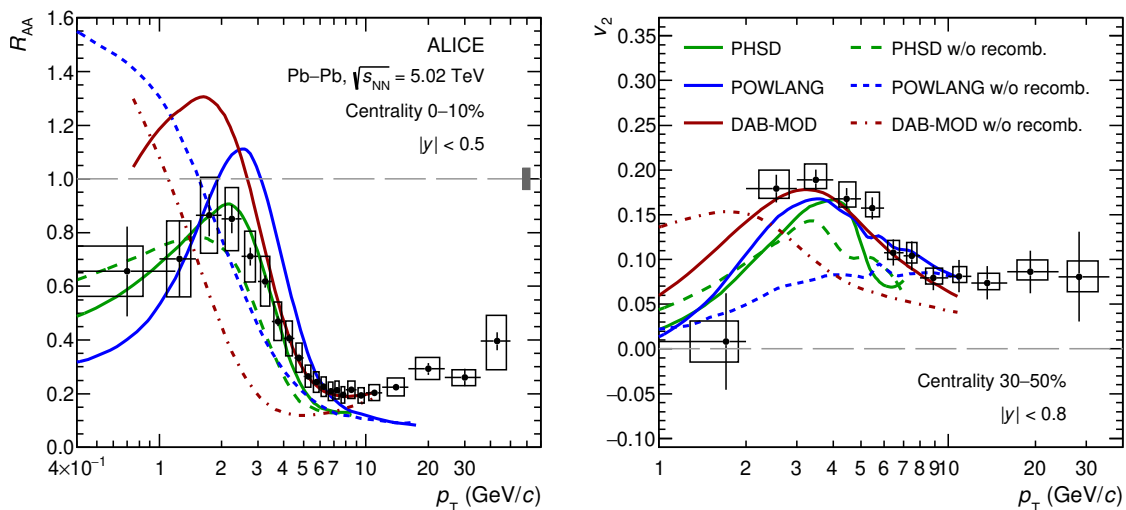 R_AA
1.6
1.4
1.2
1.0
0.8
0.6
0.4
0.2
0.0
ALICE
Pb–Pb, √s_NN = 5.02 TeV
Centrality 0–10%
|y| < 0.5
4×10⁻¹ 1 2 3 4 5 6 7 10 20 30
p_T (GeV/c)
v_2
0.35
0.30
0.25
0.20
0.15
0.10
0.05
0.00
−0.05
−0.10
PHSD PHSD w/o recomb.
POWLANG POWLANG w/o recomb.
DAB-MOD DAB-MOD w/o recomb.
Centrality 30–50%
|y| < 0.8
1 2 3 4 5 6 7 8 9 10 20 30
p_T (GeV/c)